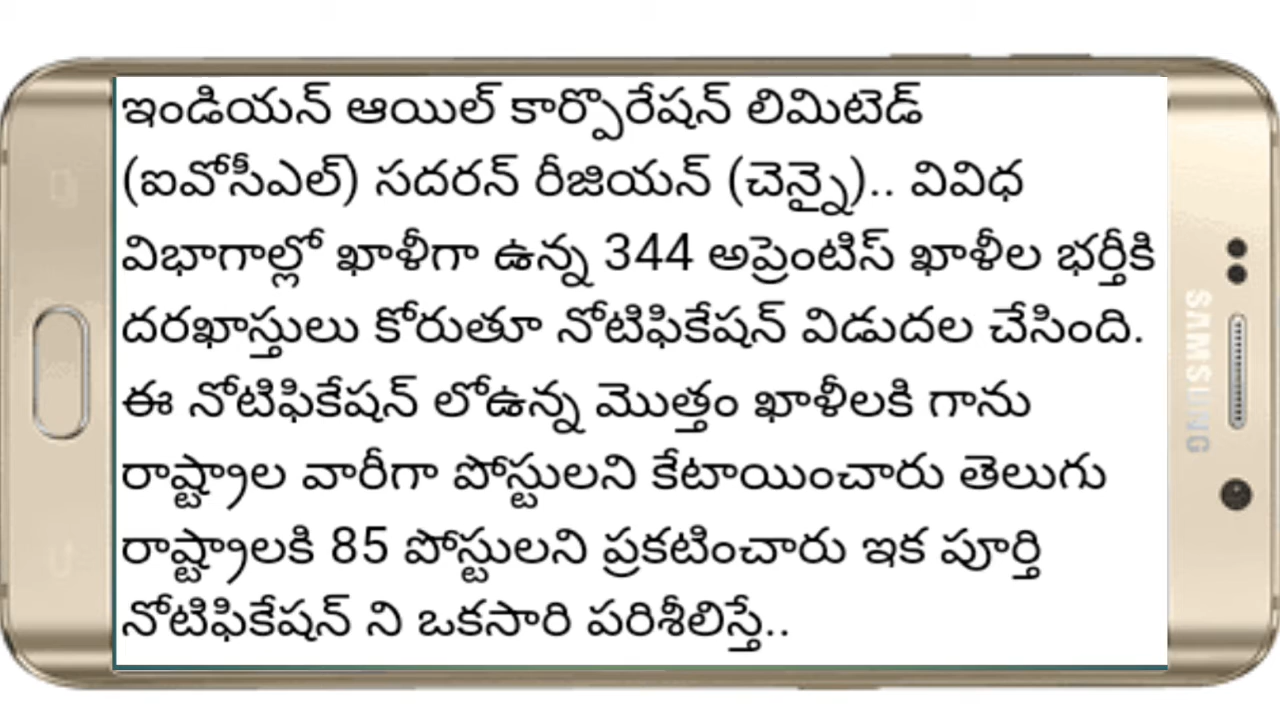 ఇండియన్ ఆయిల్ కార్పొరేషన్ లిమిటెడ్
(ఐవోసీఎల్) సదరన్ రీజియన్ (చెన్నై).. వివిధ
విభాగాల్లో ఖాళీగా ఉన్న 344 అప్రెంటిస్ ఖాళీల భర్తీకి
దరఖాస్తులు కోరుతూ నోటిఫికేషన్ విడుదల చేసింది.
ఈ నోటిఫికేషన్ లోఉన్న మొత్తం ఖాళీలకి గాను
రాష్ట్రాల వారీగా పోస్టులని కేటాయించారు తెలుగు
రాష్ట్రాలకి 85 పోస్టులని ప్రకటించారు ఇక పూర్తి
నోటిఫికేషన్ ని ఒకసారి పరిశీలిస్తే..
SAMSUNG